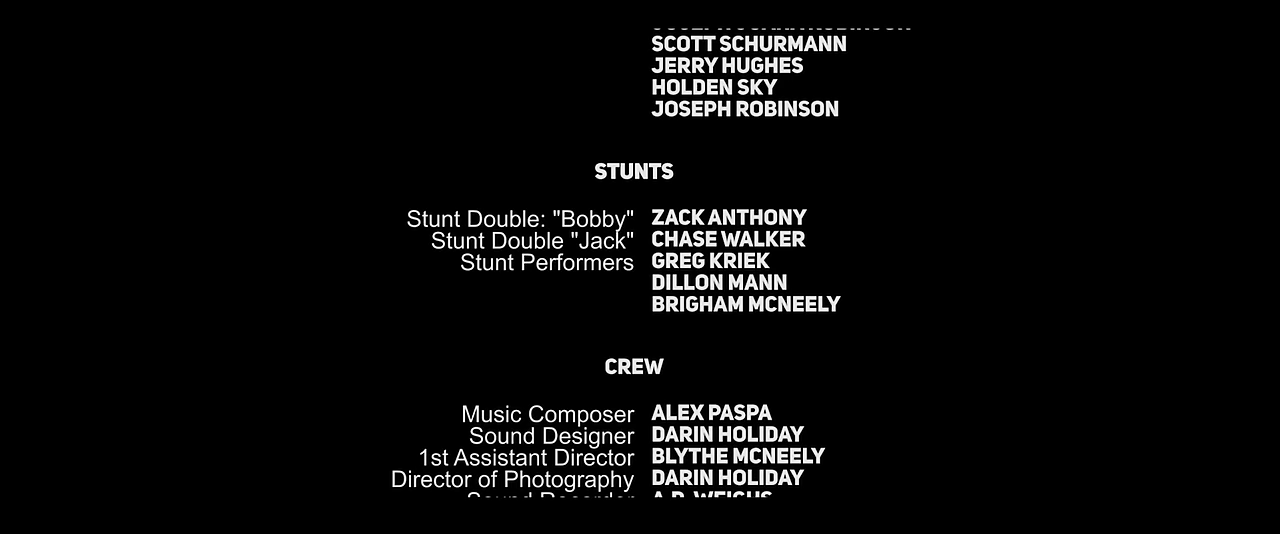 SCOTT SCHURMANN
JERRY HUGHES
HOLDEN SKY
JOSEPH ROBINSON
STUNTS
Stunt Double: "Bobby" ZACK ANTHONY
Stunt Double "Jack" CHASE WALKER
Stunt Performers GREG KRIEK
DILLON MANN
BRIGHAM MCNEELY
CREW
Music Composer ALEX PASPA
Sound Designer DARIN HOLIDAY
1st Assistant Director BLYTHE MCNEELY
Director of Photography DARIN HOLIDAY
Sound Recorder